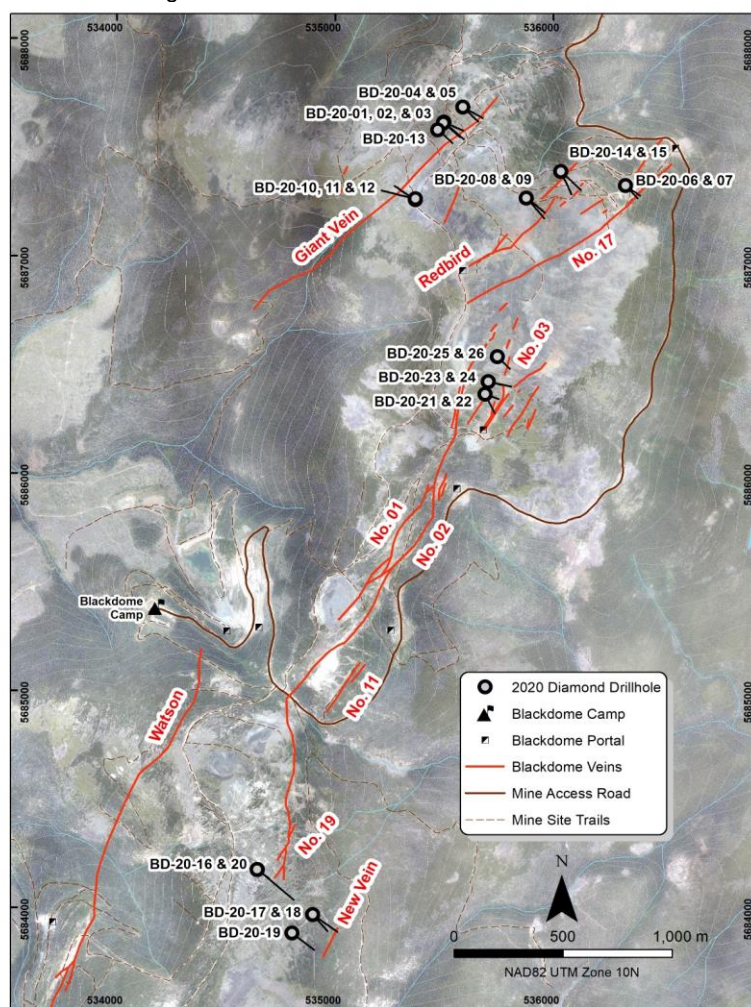 534000
535000
536000
5688000
5688000
BD-20-04 & 05
BD-20-01, 02, & 03
BD-20-13
BD-20-14 & 15
BD-20-10, 11 & 12
BD-20-08 & 09
BD-20-06 & 07
Giant Vein
Redbird
No. 17
5687000
5687000
BD-20-25 & 26
No. 03
BD-20-23 & 24
BD-20-21 & 22
5686000
5686000
No. 01
No. 02
Blackdome
Camp
Watson
No. 11
5685000
5685000
2020 Diamond Drillhole
Blackdome Camp
Blackdome Portal
Blackdome Veins
Mine Access Road
Mine Site Trails
No. 19
BD-20-16 & 20
New Vein
BD-20-17 & 18
BD-20-19
5684000
5684000
N
0 500 1,000 m
NAD82 UTM Zone 10N
534000
535000
536000